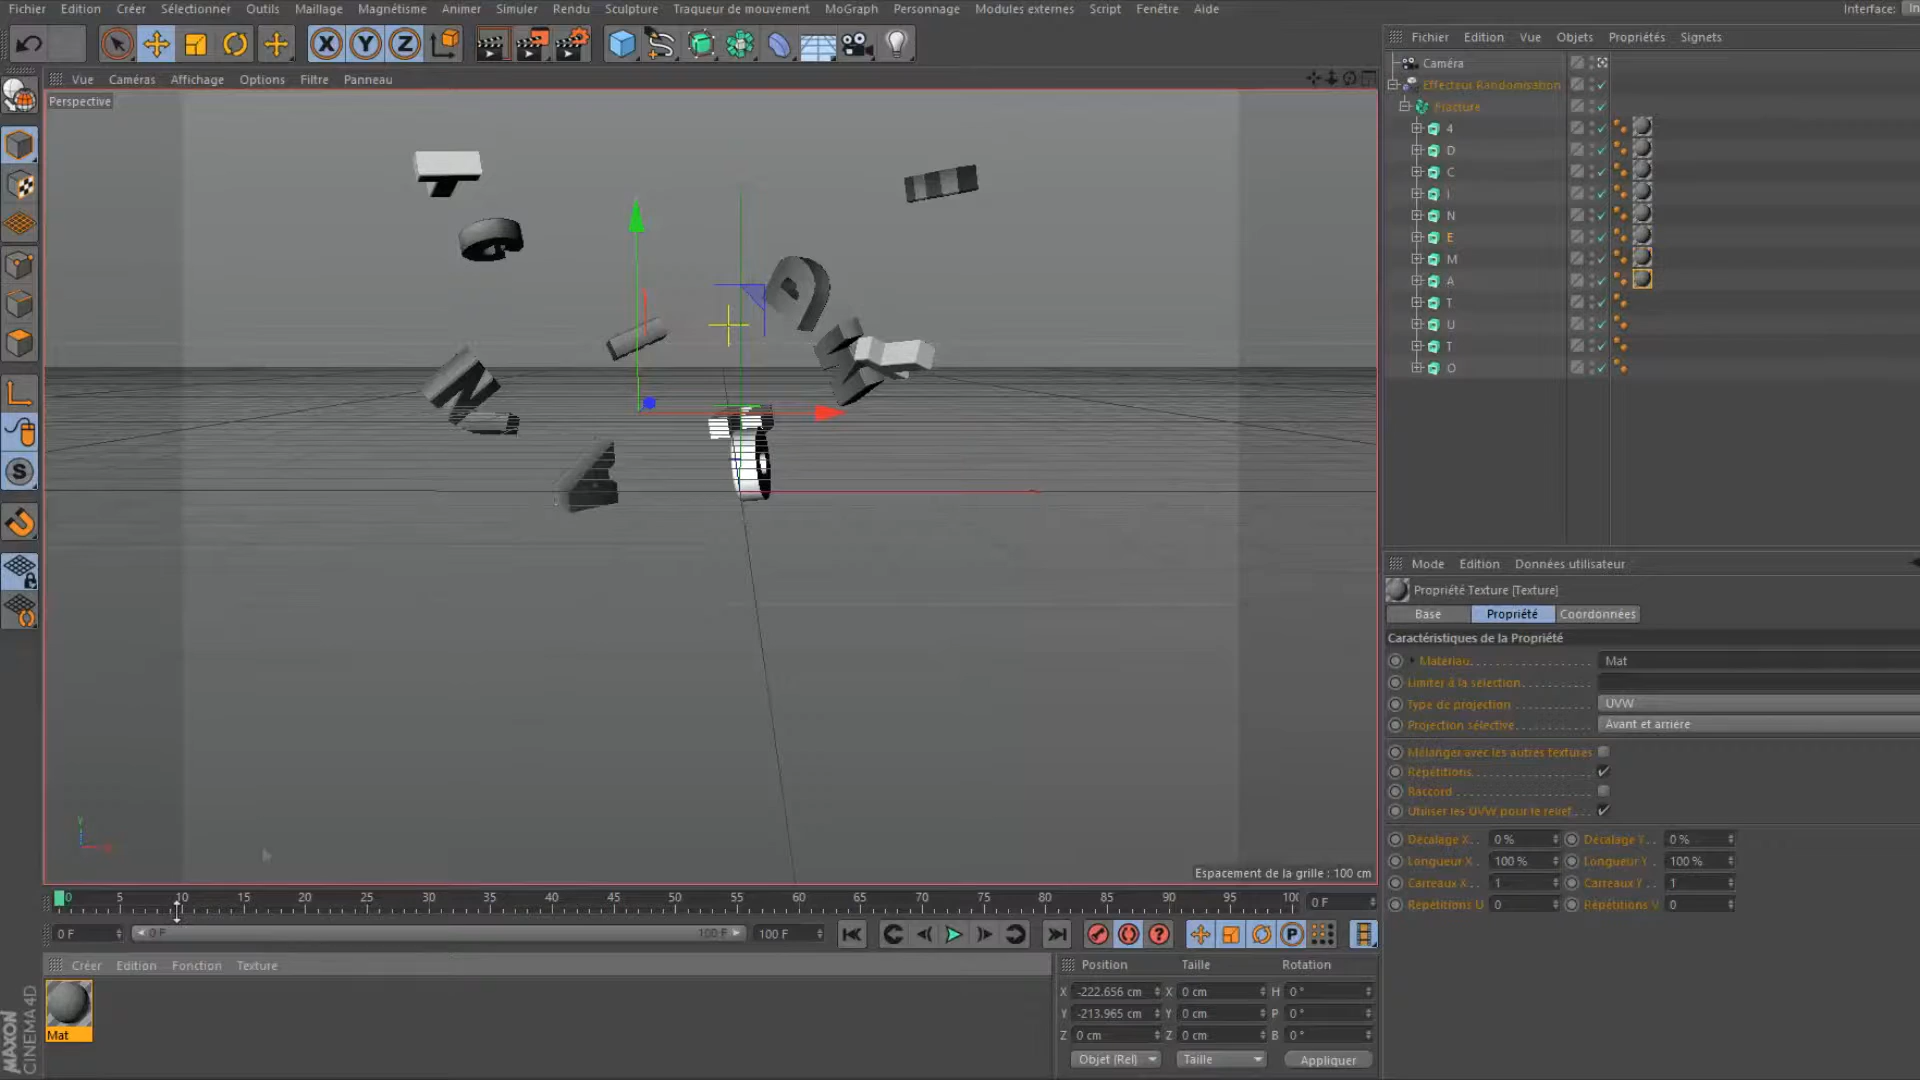 Fichier Edition Créer Sélectionner Outils Maillage Magnétisme Animer Simuler Rendu Sculpture Traqueur de mouvement MoGraph Personnage Modules externes Script Fenêtre Aide Interface: In
X Y Z
Fichier Edition Vue Objets Propriétés Signets
Vue Caméras Affichage Options Filtre Panneau
Perspective
Caméra
Effecteur Randomisation
Fracture
4
D
C
I
N
E
M
A
T
U
T
O
Mode Edition Données utilisateur
Propriété Texture [Texture]
Base Propriété Coordonnées
Caractéristiques de la Propriété
Matériau Mat
Limiter à la sélection
Type de projection UVW
Projection sélective Avant et arrière
Mélanger avec les autres textures
Répétitions
Raccord
Utiliser les UVW pour le relief
Décalage X 0 % Décalage Y 0 %
Longueur X 100 % Longueur Y 100 %
Carreaux X 1 Carreaux Y 1
Répétitions U 0 Répétitions V 0
Y
Espacement de la grille : 100 cm
0 5 10 15 20 25 30 35 40 45 50 55 60 65 70 75 80 85 90 95 100 0 F
0 F 0 F 100 F 100 F
Créer Edition Fonction Texture
Mat
Position Taille Rotation
X -222.656 cm X 0 cm H 0 °
Y -213.965 cm Y 0 cm P 0 °
Z 0 cm Z 0 cm B 0 °
Objet (Rel) Taille Appliquer
MAXON
CINEMA 4D